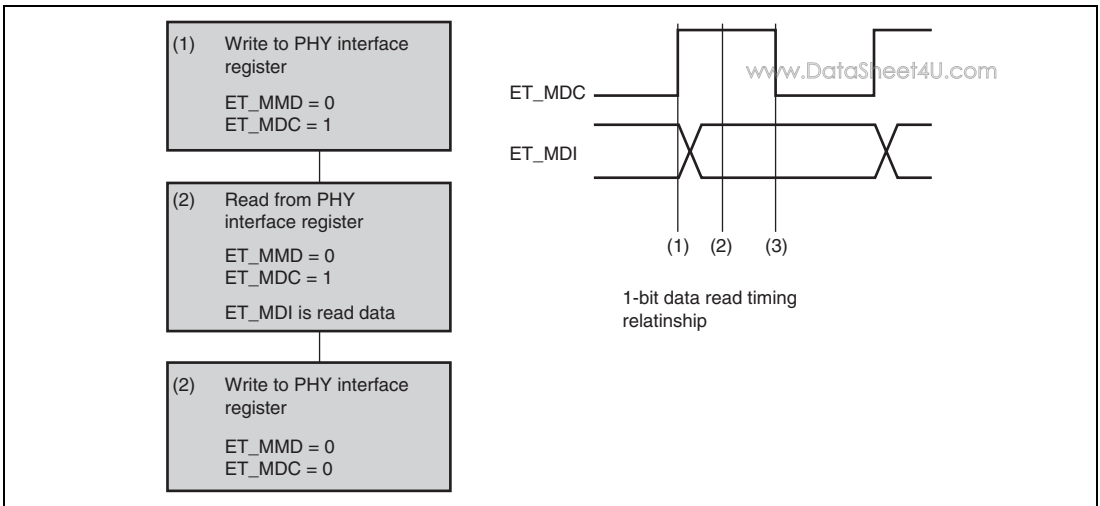 (1) Write to PHY interface
register
ET_MMD = 0
ET_MDC = 1
(2) Read from PHY
interface register
ET_MMD = 0
ET_MDC = 1
ET_MDI is read data
(2) Write to PHY interface
register
ET_MMD = 0
ET_MDC = 0
www.DataSheet4U.com
ET_MDC
ET_MDI
(1) (2) (3)
1-bit data read timing
relatinship